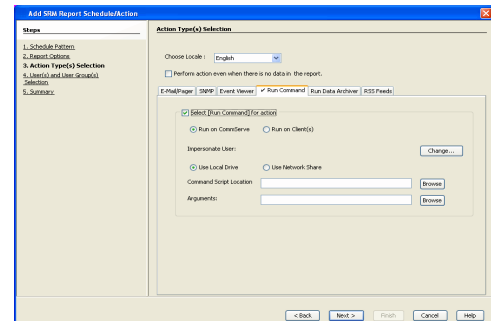 Add SRM Report Schedule/Action
Steps
1. Schedule Pattern
2. Report Options
3. Action Type(s) Selection
4. User(s) and User Group(s)
Selection
5. Summary
Action Type(s) Selection
Choose Locale : English
Perform action even when there is no data in the report.
E-Mail/Pager SNMP Event Viewer Run Command Run Data Archiver RSS Feeds
Select [Run Command] for action
Run on CommServe Run on Client(s)
Impersonate User: Change...
Use Local Drive Use Network Share
Command Script Location Browse
Arguments: Browse
< Back Next > Finish Cancel Help